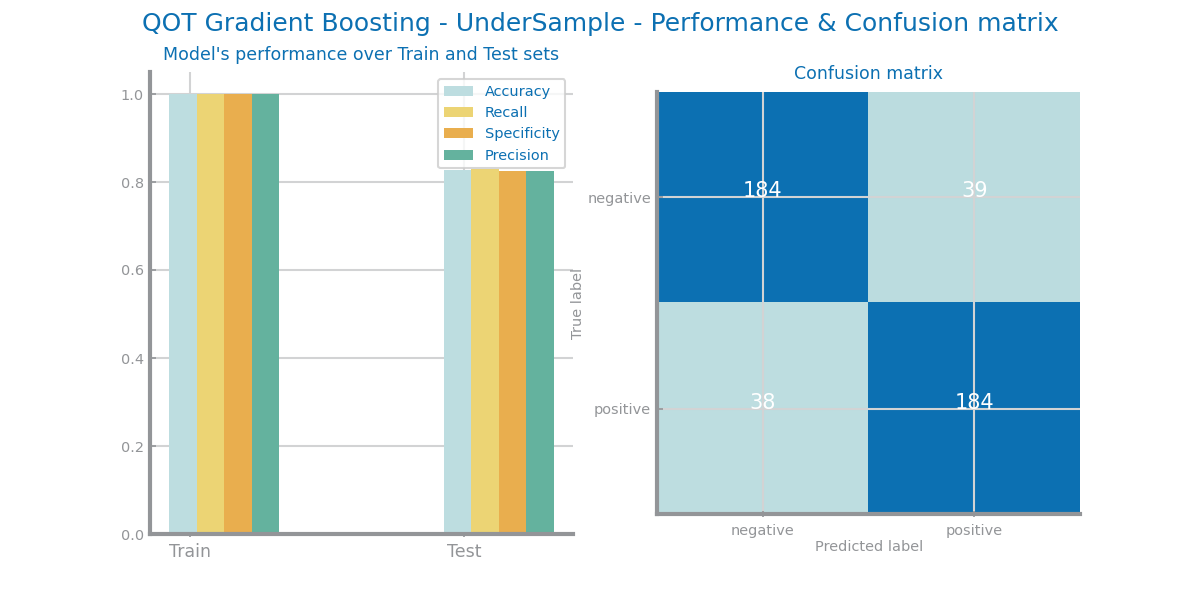 QOT Gradient Boosting - UnderSample - Performance & Confusion matrix
Model's performance over Train and Test sets
1.0
0.8
0.6
0.4
0.2
0.0
Train
Test
Accuracy
Recall
Specificity
Precision
Confusion matrix
True label
negative
positive
184
39
38
184
negative
positive
Predicted label